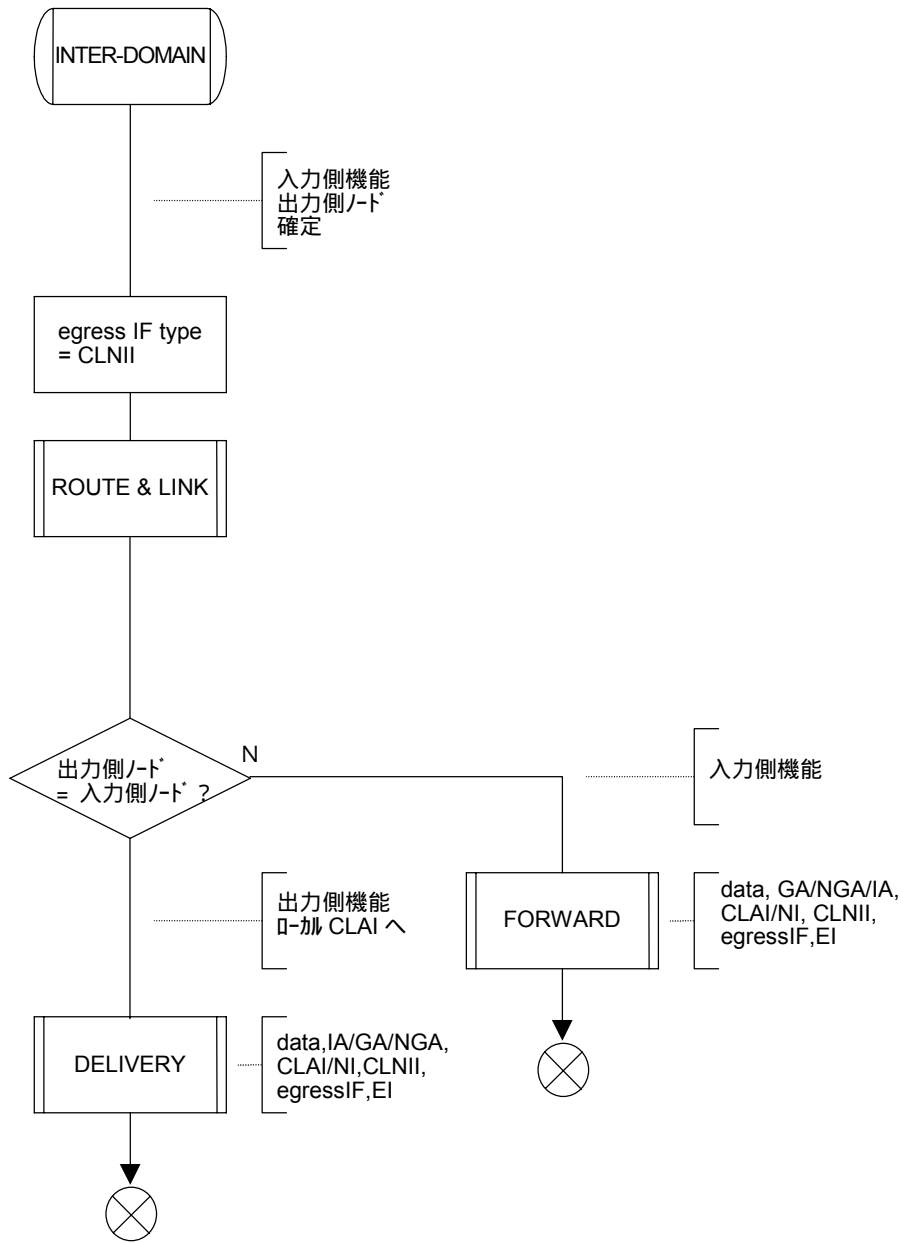 INTER-DOMAIN
入力側機能
出力側ﾉｰﾄﾞ
確定
egress IF type
= CLNII
ROUTE & LINK
出力側ﾉｰﾄﾞ
= 入力側ﾉｰﾄﾞ ?
N
入力側機能
出力側機能
ﾛｰｶﾙ CLAI へ
FORWARD
data, GA/NGA/IA,
CLAI/NI, CLNII,
egressIF,EI
DELIVERY
data,IA/GA/NGA,
CLAI/NI,CLNII,
egressIF,EI